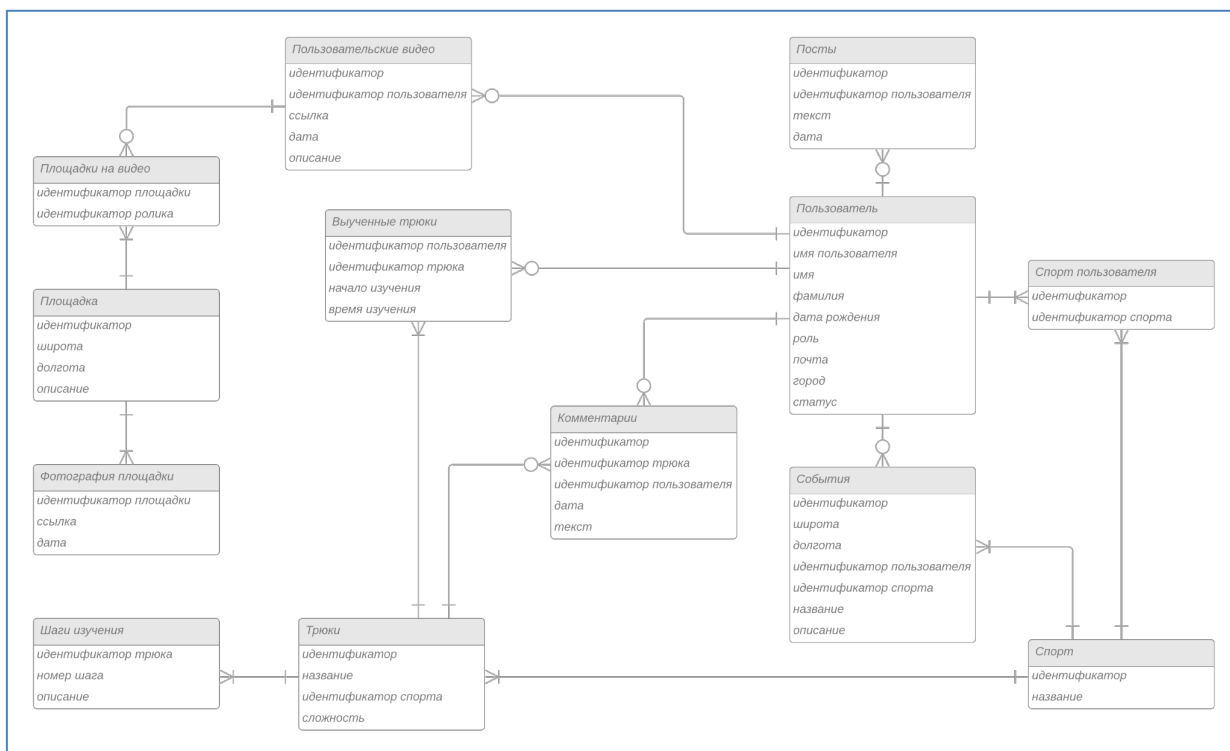 Пользовательские видео
идентификатор
идентификатор пользователя
ссылка
дата
описание
Посты
идентификатор
идентификатор пользователя
текст
дата
Площадки на видео
идентификатор площадки
идентификатор ролика
Выученные трюки
идентификатор пользователя
идентификатор трюка
начало изучения
время изучения
Пользователь
идентификатор
имя пользователя
имя
фамилия
дата рождения
роль
почта
город
статус
Спорт пользователя
идентификатор
идентификатор спорта
Площадка
идентификатор
широта
долгота
описание
Комментарии
идентификатор
идентификатор трюка
идентификатор пользователя
дата
текст
Фотография площадки
идентификатор площадки
ссылка
дата
События
идентификатор
широта
долгота
идентификатор пользователя
идентификатор спорта
название
описание
Шаги изучения
идентификатор трюка
номер шага
описание
Трюки
идентификатор
название
идентификатор спорта
сложность
Спорт
идентификатор
название